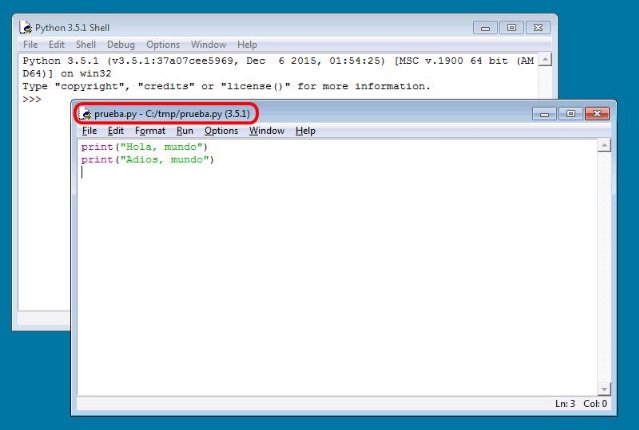 Python 3.5.1 Shell
File Edit Shell Debug Options Window Help
Python 3.5.1 (v3.5.1:37a07cee5969, Dec  6 2015, 01:54:25) [MSC v.1900 64 bit (AM
D64)] on win32
Type "copyright", "credits" or "license()" for more information.
>>>
prueba.py - C:/tmp/prueba.py (3.5.1)
File Edit Format Run Options Window Help
print("Hola, mundo")
print("Adios, mundo")
Ln: 3 Col: 0